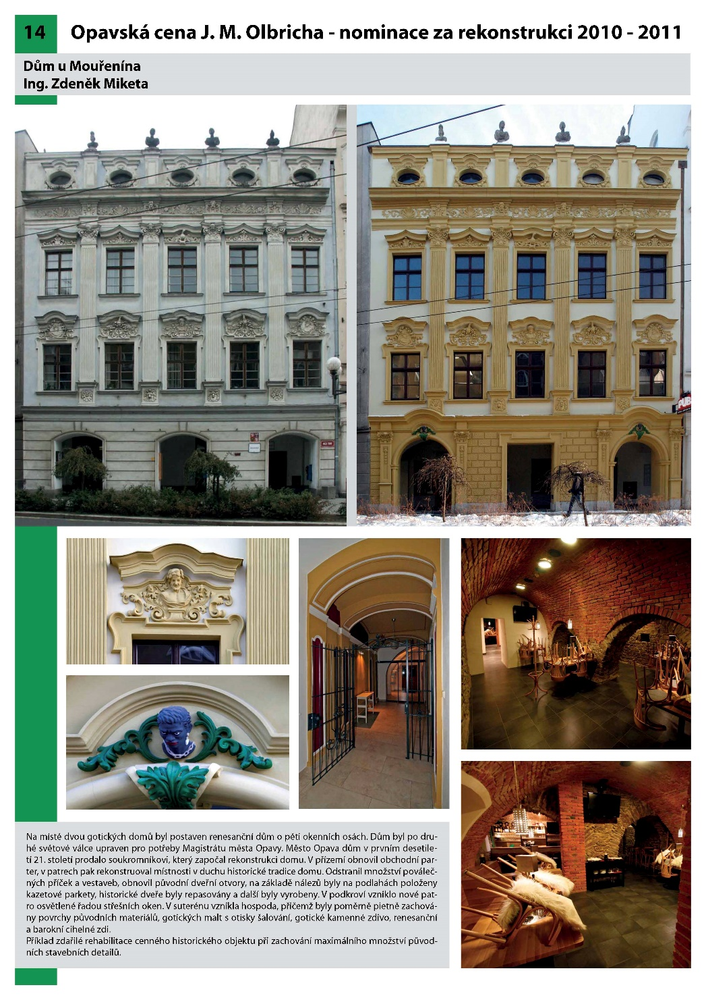 14
Opavská cena J. M. Olbricha - nominace za rekonstrukci 2010 - 2011
Dům u Mouřenína
Ing. Zdeněk Miketa
PUB
Na místě dvou gotických domů byl postaven renesanční dům o pěti okenních osách. Dům byl po dru-
hé světové válce upraven pro potřeby Magistrátu města Opavy. Město Opava dům v prvním desetile-
tí 21. století prodalo soukromníkovi, který započal rekonstrukci domu. V přízemí obnovil obchodní par-
ter, v patrech pak rekonstruoval místnosti v duchu historické tradice domu. Odstranil množství pováleč-
ných příček a vestaveb, obnovil původní dveřní otvory, na základě nálezů byly na podlahách položeny
kazetové parkety, historické dveře byly repasovány a další byly vyrobeny. V podkroví vzniklo nové pat-
ro osvětlené řadou střešních oken. V suterénu vznikla hospoda, přičemž byly poměrně pietně zachová-
ny povrchy původních materiálů, gotických malt s otisky šalování, gotické kamenné zdivo, renesanční
a barokní cihelné zdi.
Příklad zdařilé rehabilitace cenného historického objektu při zachování maximálního množství původ-
ních stavebních detailů.